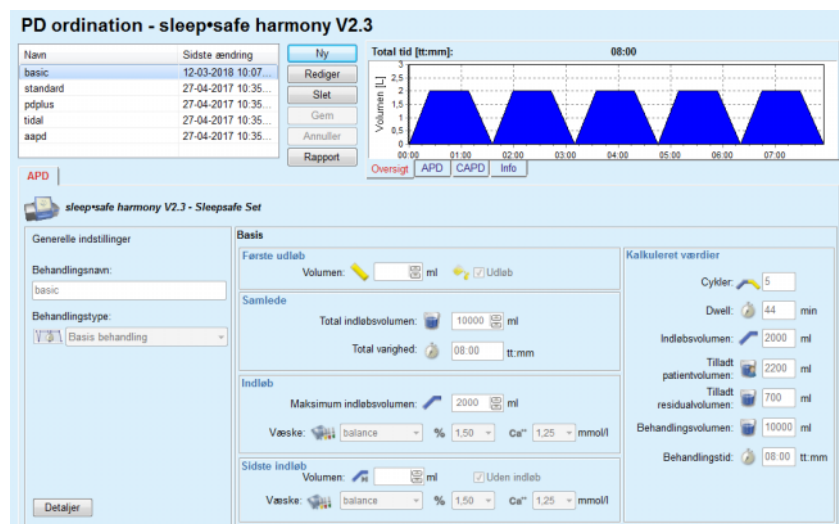 PD ordination - sleep•safe harmony V2.3
Navn Sidste ændring
basic 12-03-2018 10:07...
standard 27-04-2017 10:35...
pdplus 27-04-2017 10:35...
tidal 27-04-2017 10:35...
aapd 27-04-2017 10:35...
Ny
Rediger
Slet
Gem
Annuller
Rapport
Total tid [tt:mm]: 08:00
Volumen [L]
3
2,5
2
1,5
1
0,5
0
00:00 01:00 02:00 03:00 04:00 05:00 06:00 07:00
Oversigt APD CAPD Info
APD
sleep•safe harmony V2.3 - Sleepsafe Set
Generelle indstillinger
Behandlingsnavn:
basic
Behandlingstype:
Basis behandling
Detaljer
Basis
Første udløb
Volumen: ml Udløb
Samlede
Total indløbsvolumen: 10000 ml
Total varighed: 08:00 tt:mm
Indløb
Maksimum indløbsvolumen: 2000 ml
Væske: balance % 1,50 Ca⁺⁺ 1,25 mmol/l
Sidste indløb
Volumen: ml Uden indløb
Væske: balance % 1,50 Ca⁺⁺ 1,25 mmol/l
Kalkuleret værdier
Cykler: 5
Dwell: 44 min
Indløbsvolumen: 2000 ml
Tilladt
patientvolumen: 2200 ml
Tilladt
residualvolumen: 700 ml
Behandlingsvolumen: 10000 ml
Behandlingstid: 08:00 tt:mm